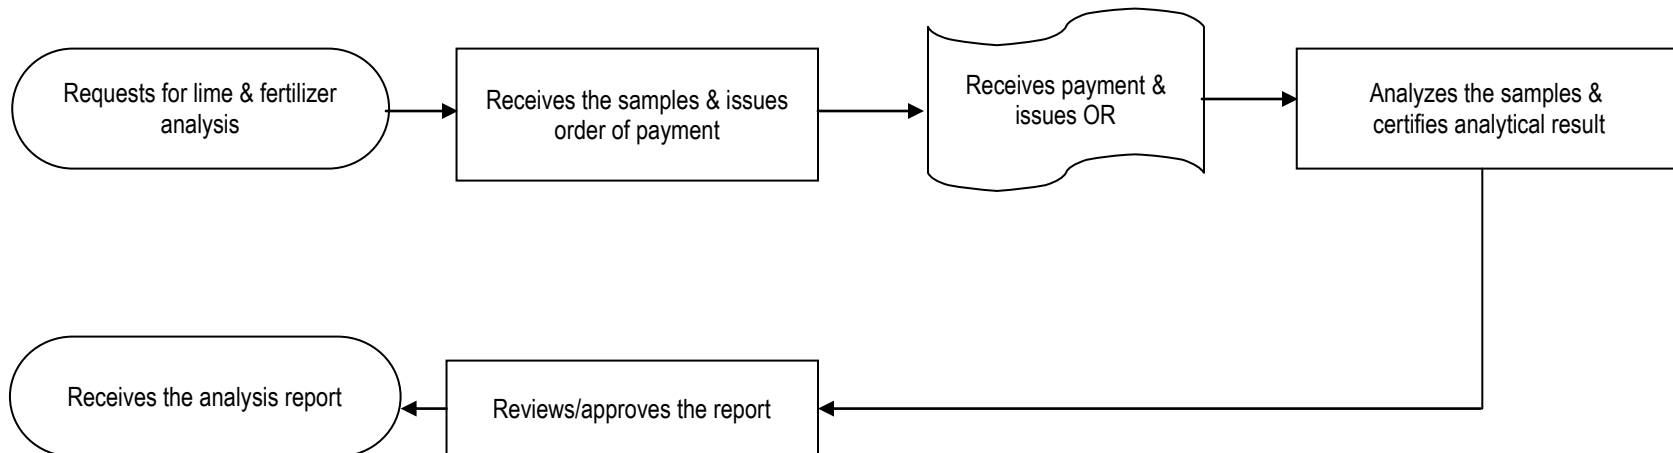 Requests for lime & fertilizer
analysis
Receives the samples & issues
order of payment
Receives payment &
issues OR
Analyzes the samples &
certifies analytical result
Receives the analysis report
Reviews/approves the report